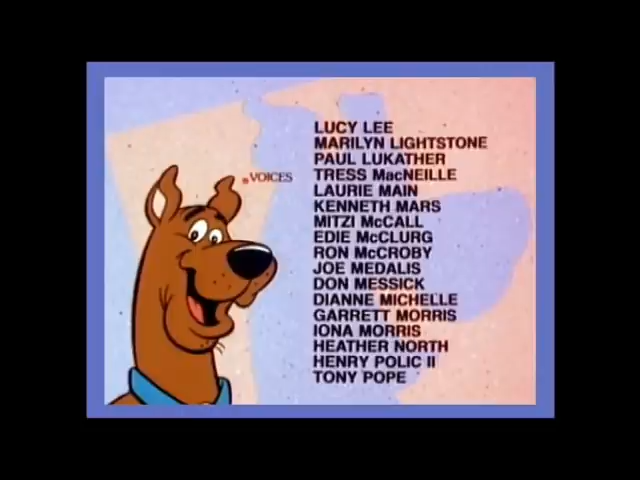 VOICES
LUCY LEE
MARILYN LIGHTSTONE
PAUL LUKATHER
TRESS MacNEILLE
LAURIE MAIN
KENNETH MARS
MITZI McCALL
EDIE McCLURG
RON McCROBY
JOE MEDALIS
DON MESSICK
DIANNE MICHELLE
GARRETT MORRIS
IONA MORRIS
HEATHER NORTH
HENRY POLIC II
TONY POPE